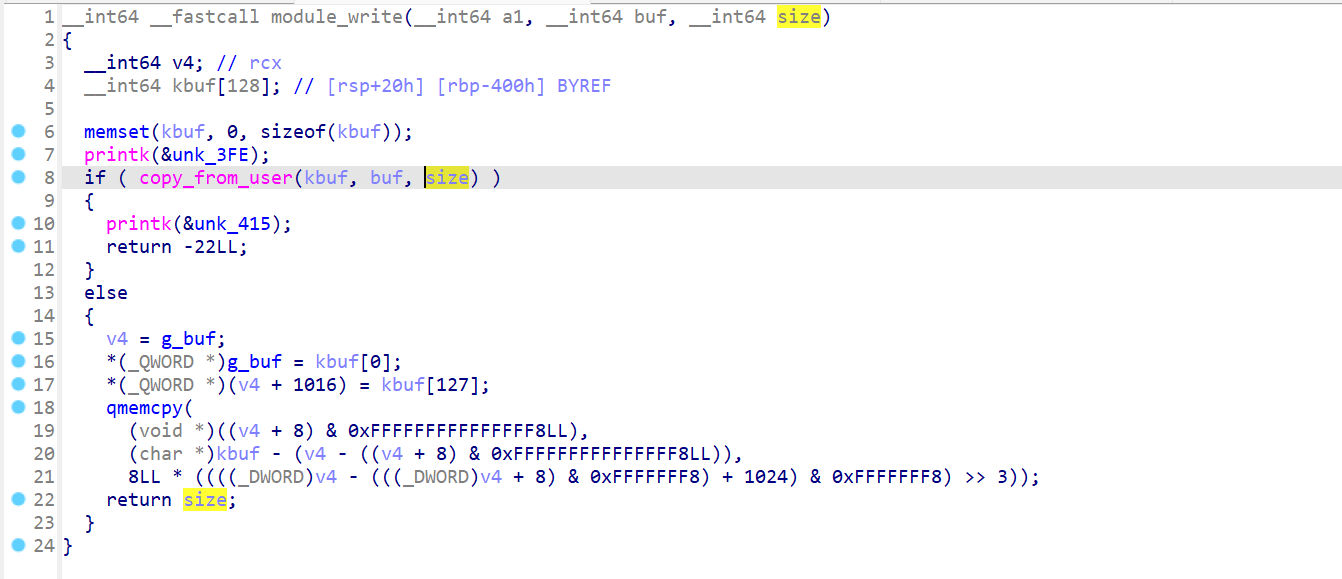 1 __int64 __fastcall module_write(__int64 a1, __int64 buf, __int64 size)
2 {
3 __int64 v4; // rcx
4 __int64 kbuf[128]; // [rsp+20h] [rbp-400h] BYREF
5
6 memset(kbuf, 0, sizeof(kbuf));
7 printk(&unk_3FE);
8 if ( copy_from_user(kbuf, buf, size) )
9 {
10 printk(&unk_415);
11 return -22LL;
12 }
13 else
14 {
15 v4 = g_buf;
16 *(_QWORD *)g_buf = kbuf[0];
17 *(_QWORD *)(v4 + 1016) = kbuf[127];
18 qmemcpy(
19 (void *)((v4 + 8) & 0xFFFFFFFFFFFFFFF8LL),
20 (char *)kbuf - (v4 - ((v4 + 8) & 0xFFFFFFFFFFFFFFF8LL)),
21 8LL * ((((_DWORD)v4 - (((_DWORD)v4 + 8) & 0xFFFFFFF8) + 1024) & 0xFFFFFFF8) >> 3));
22 return size;
23 }
24 }